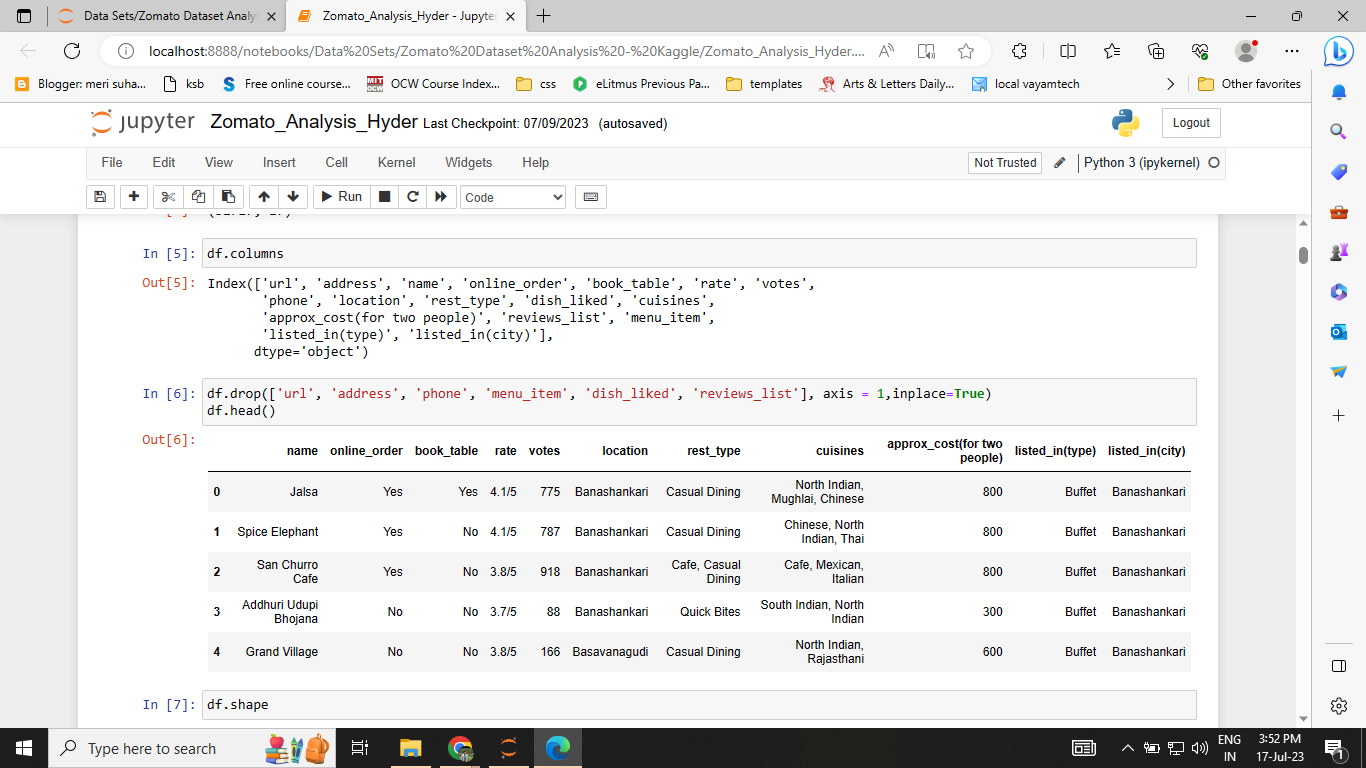 Data Sets/Zomato Dataset Analys
Zomato_Analysis_Hyder - Jupyter
localhost:8888/notebooks/Data%20Sets/Zomato%20Dataset%20Analysis%20-%20Kaggle/Zomato_Analysis_Hyder....
Blogger: meri suha...
ksb
Free online course...
OCW Course Index...
css
eLitmus Previous Pa...
templates
Arts & Letters Daily...
local vayamtech
Other favorites
jupyter Zomato_Analysis_Hyder Last Checkpoint: 07/09/2023 (autosaved)
Logout
File Edit View Insert Cell Kernel Widgets Help
Not Trusted
Python 3 (ipykernel)
Run
Code
In [5]: df.columns
Out[5]: Index(['url', 'address', 'name', 'online_order', 'book_table', 'rate', 'votes',
'phone', 'location', 'rest_type', 'dish_liked', 'cuisines',
'approx_cost(for two people)', 'reviews_list', 'menu_item',
'listed_in(type)', 'listed_in(city)'],
dtype='object')
In [6]: df.drop(['url', 'address', 'phone', 'menu_item', 'dish_liked', 'reviews_list'], axis = 1,inplace=True)
df.head()
Out[6]:
name online_order book_table rate votes location rest_type cuisines approx_cost(for two people) listed_in(type) listed_in(city)
0 Jalsa Yes Yes 4.1/5 775 Banashankari Casual Dining North Indian, Mughlai, Chinese 800 Buffet Banashankari
1 Spice Elephant Yes No 4.1/5 787 Banashankari Casual Dining Chinese, North Indian, Thai 800 Buffet Banashankari
2 San Churro Cafe Yes No 3.8/5 918 Banashankari Cafe, Casual Dining Cafe, Mexican, Italian 800 Buffet Banashankari
3 Addhuri Udupi Bhojana No No 3.7/5 88 Banashankari Quick Bites South Indian, North Indian 300 Buffet Banashankari
4 Grand Village No No 3.8/5 166 Basavanagudi Casual Dining North Indian, Rajasthani 600 Buffet Banashankari
In [7]: df.shape
Type here to search
ENG
IN
3:52 PM
17-Jul-23
1